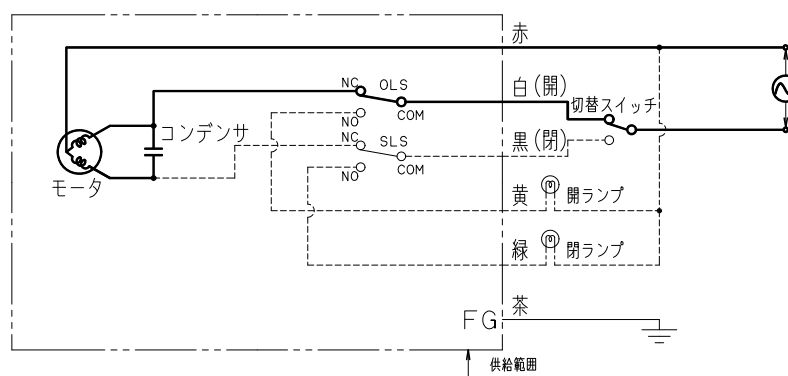 赤
NC OLS
白(開)
COM
切替スイッチ
NO
コンデンサ
NC SLS
黒(閉)
COM
NO
モータ
黄
開ランプ
緑
閉ランプ
茶
FG
供給範囲